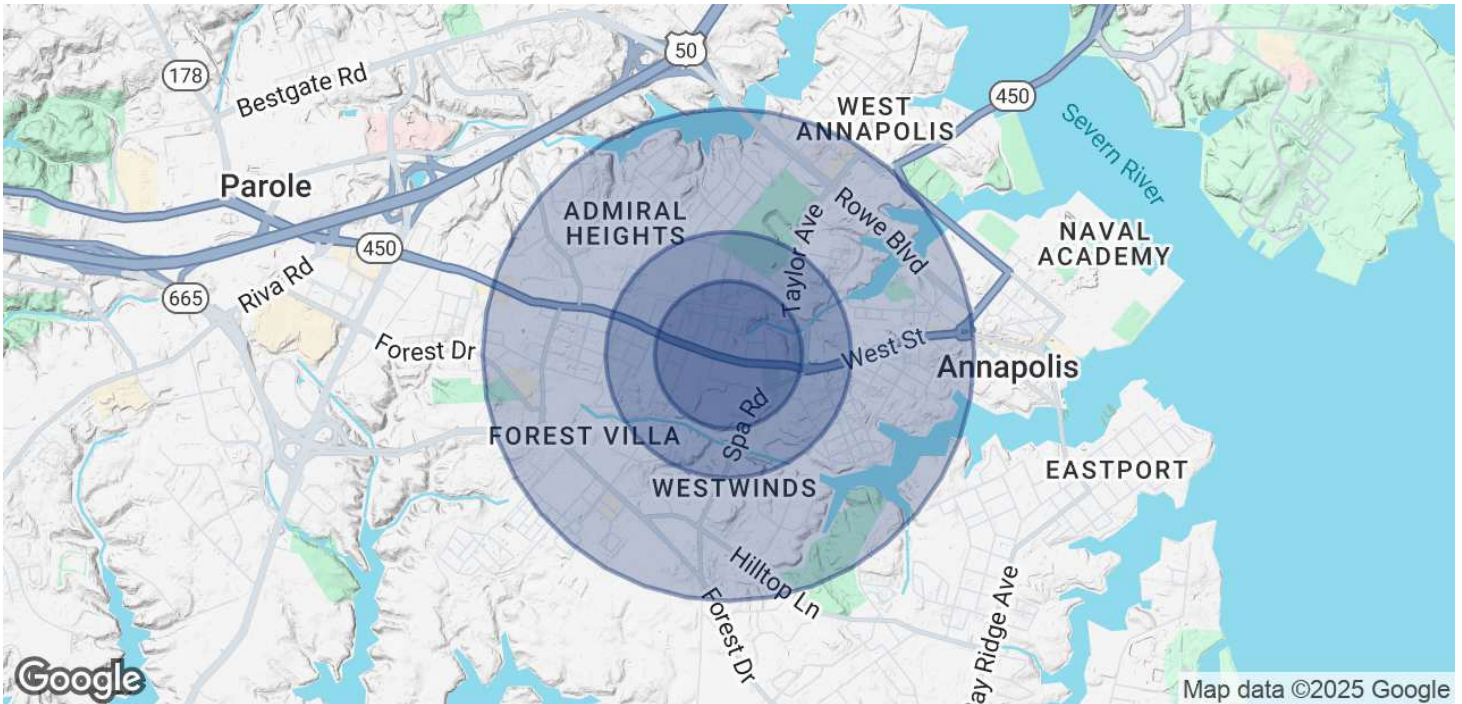 50
178
Bestgate Rd
450
WEST
ANNAPOLIS
Severn River
Parole
ADMIRAL
HEIGHTS
Taylor Ave
Rowe Blvd
NAVAL
ACADEMY
450
665
Riva Rd
Forest Dr
West St
Annapolis
Spa Rd
FOREST VILLA
WESTWINDS
EASTPORT
Hilltop Ln
Forest Dr
ay Ridge Ave
Google
Map data ©2025 Google